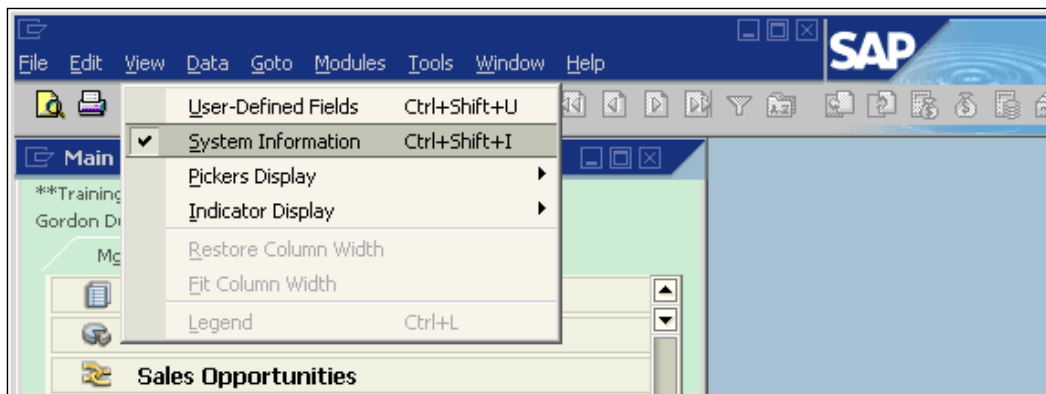 SAP
File Edit View Data Goto Modules Tools Window Help
User-Defined Fields Ctrl+Shift+U
System Information Ctrl+Shift+I
Main
Pickers Display
**Training
Indicator Display
Gordon
Restore Column Width
Fit Column Width
Legend Ctrl+L
Sales Opportunities